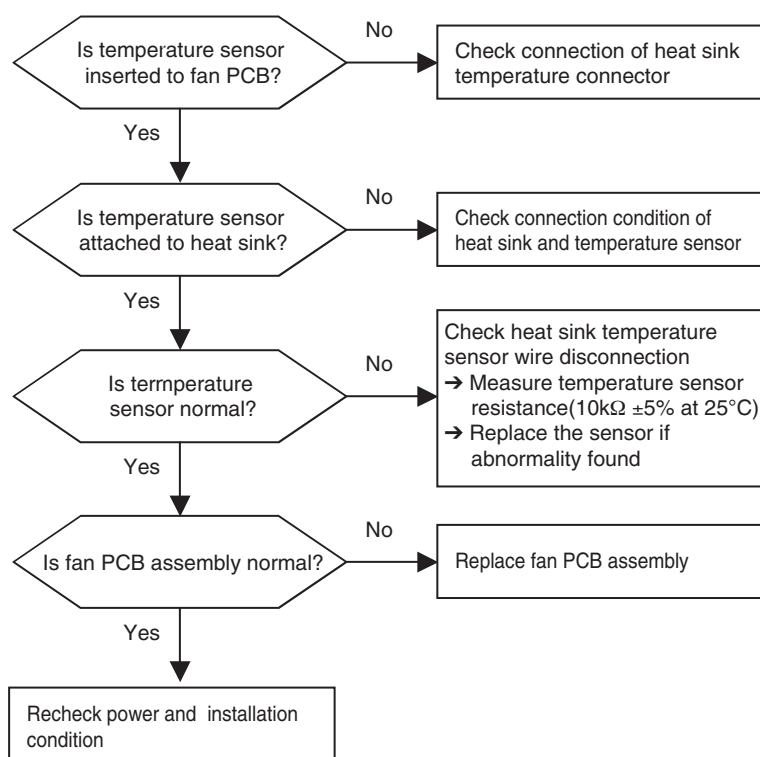 Is temperature sensor
inserted to fan PCB?
No
Check connection of heat sink
temperature connector
Yes
Is temperature sensor
attached to heat sink?
No
Check connection condition of
heat sink and temperature sensor
Yes
Is termperature
sensor normal?
No
Check heat sink temperature
sensor wire disconnection
➔ Measure temperature sensor
resistance(10kΩ ±5% at 25°C)
➔ Replace the sensor if
abnormality found
Yes
Is fan PCB assembly normal?
No
Replace fan PCB assembly
Yes
Recheck power and installation
condition